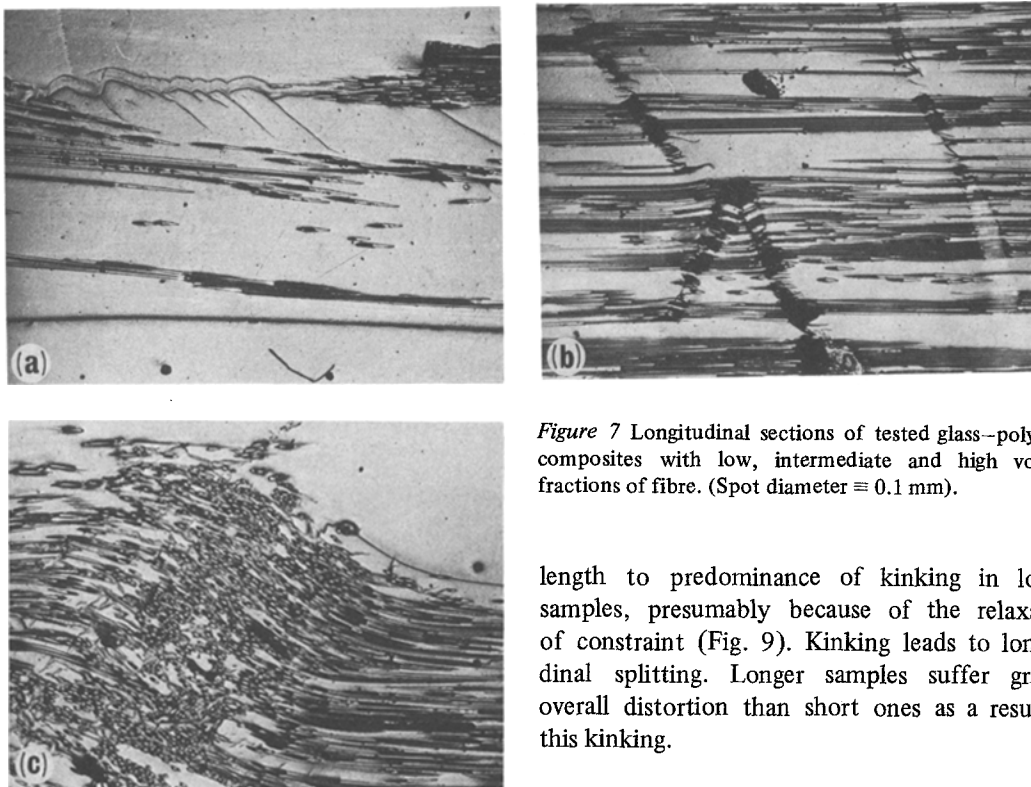 (a)
(b)
Figure 7 Longitudinal sections of tested glass–poly
composites with low, intermediate and high vo
fractions of fibre. (Spot diameter ≡ 0.1 mm).
length to predominance of kinking in lo
samples, presumably because of the relax
of constraint (Fig. 9). Kinking leads to lon
dinal splitting. Longer samples suffer gr
overall distortion than short ones as a resu
this kinking.
(c)